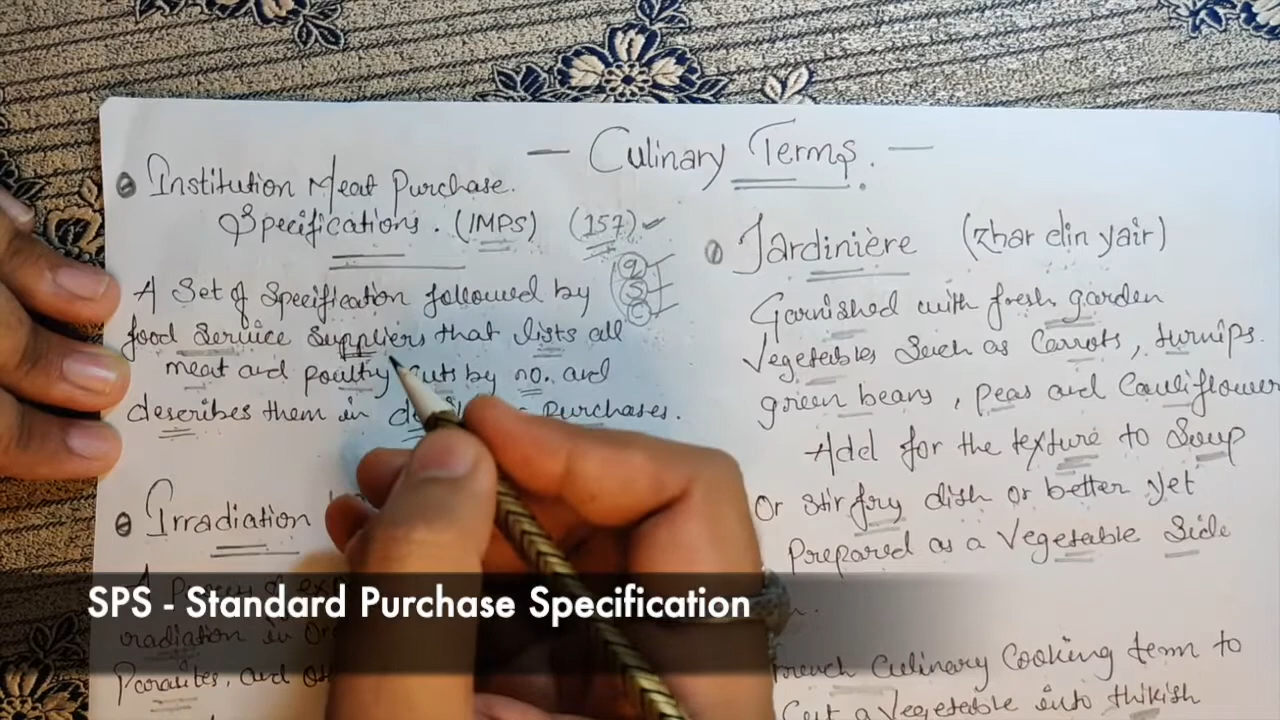 — Culinary Terms. —
Institution Meat Purchase.
Specifications. (IMPS) (157)
A Set of Specification followed by
food Service Suppliers that lists all
meat and poultry cuts by no. and
describes them in purchases.
Irradiation
Parasites, and
Jardinière (zhar din yair)
Garnished with fresh garden
Vegetables Such as Carrots, turnips.
green beans, peas and Cauliflower
Add for the texture to Soup
Or stir fry dish or better yet
Prepared as a Vegetable Side
French Culinary Cooking term to
Cut a Vegetable into thikish
SPS - Standard Purchase Specification